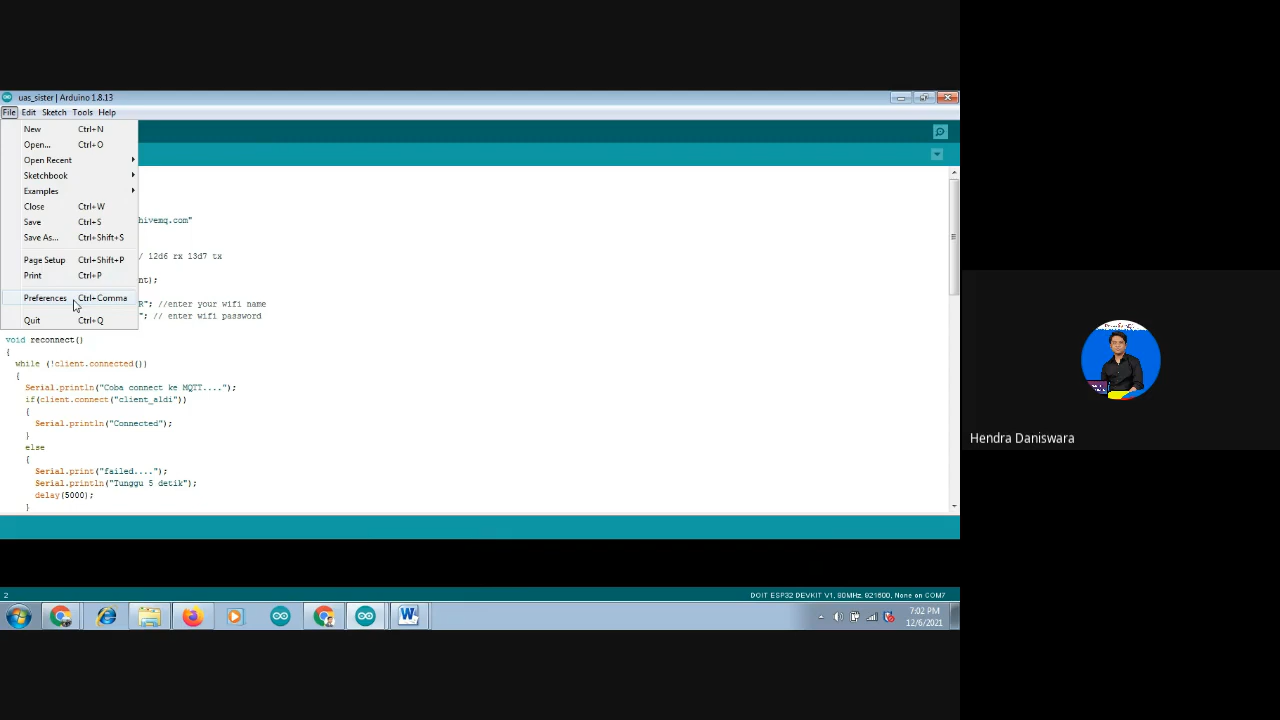 uas_sister | Arduino 1.8.13
File Edit Sketch Tools Help
New Ctrl+N
Open... Ctrl+O
Open Recent
Sketchbook
Examples
Close Ctrl+W
Save Ctrl+S
Save As... Ctrl+Shift+S
Page Setup Ctrl+Shift+P
Print Ctrl+P
Preferences Ctrl+Comma
Quit Ctrl+Q
hivemq.com"
/ 12d6 rx 13d7 tx
nt);
R"; //enter your wifi name
"; // enter wifi password
void reconnect()
{
while (!client.connected())
{
Serial.println("Coba connect ke MQTT....");
if(client.connect("client_aldi"))
{
Serial.println("Connected");
}
else
{
Serial.print("failed....");
Serial.println("Tunggu 5 detik");
delay(5000);
}
Hendra Daniswara
2
DOIT ESP32 DEVKIT V1, 80MHz, 921600, None on COM7
7:02 PM
12/6/2021